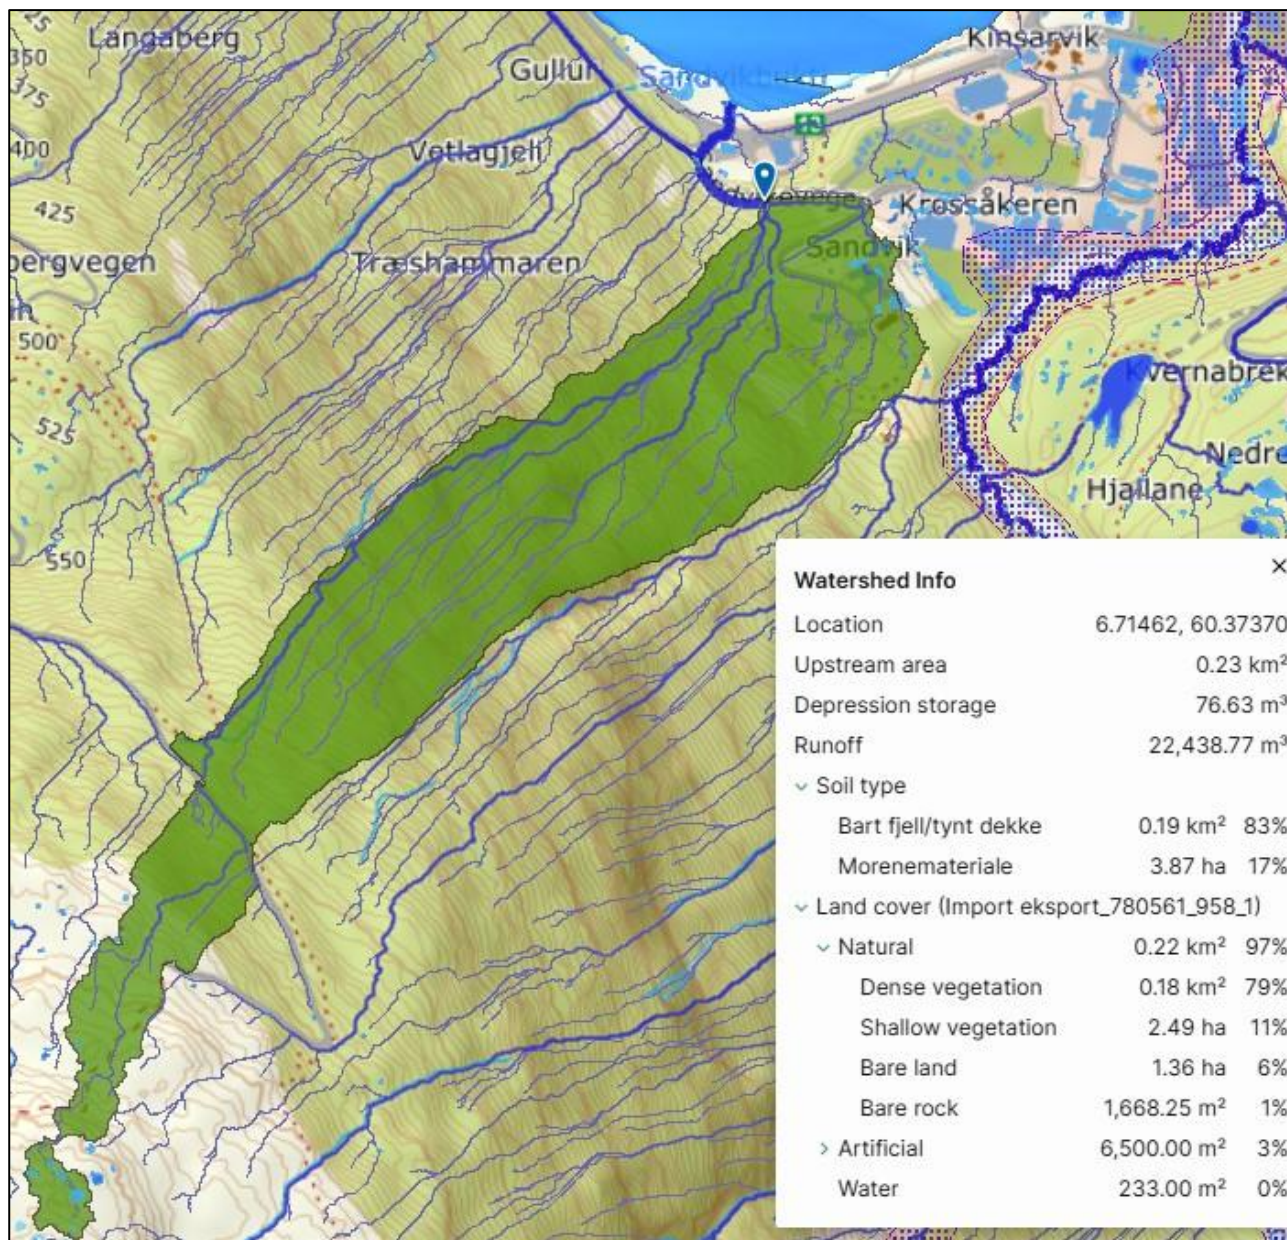 25
Langaberg
Kinsarvik
350
Gullur
Sandvikbukt
375
400
Vetlagjeli
425
Krossåkeren
bergvegen
Træshammaren
Sandvik
500
Kvernabrek
525
Nedre
Hjallane
550
Watershed Info ×
Location 6.71462, 60.37370
Upstream area 0.23 km²
Depression storage 76.63 m³
Runoff 22,438.77 m³
Soil type
Bart fjell/tynt dekke 0.19 km² 83%
Morenemateriale 3.87 ha 17%
Land cover (Import eksport_780561_958_1)
Natural 0.22 km² 97%
Dense vegetation 0.18 km² 79%
Shallow vegetation 2.49 ha 11%
Bare land 1.36 ha 6%
Bare rock 1,668.25 m² 1%
Artificial 6,500.00 m² 3%
Water 233.00 m² 0%